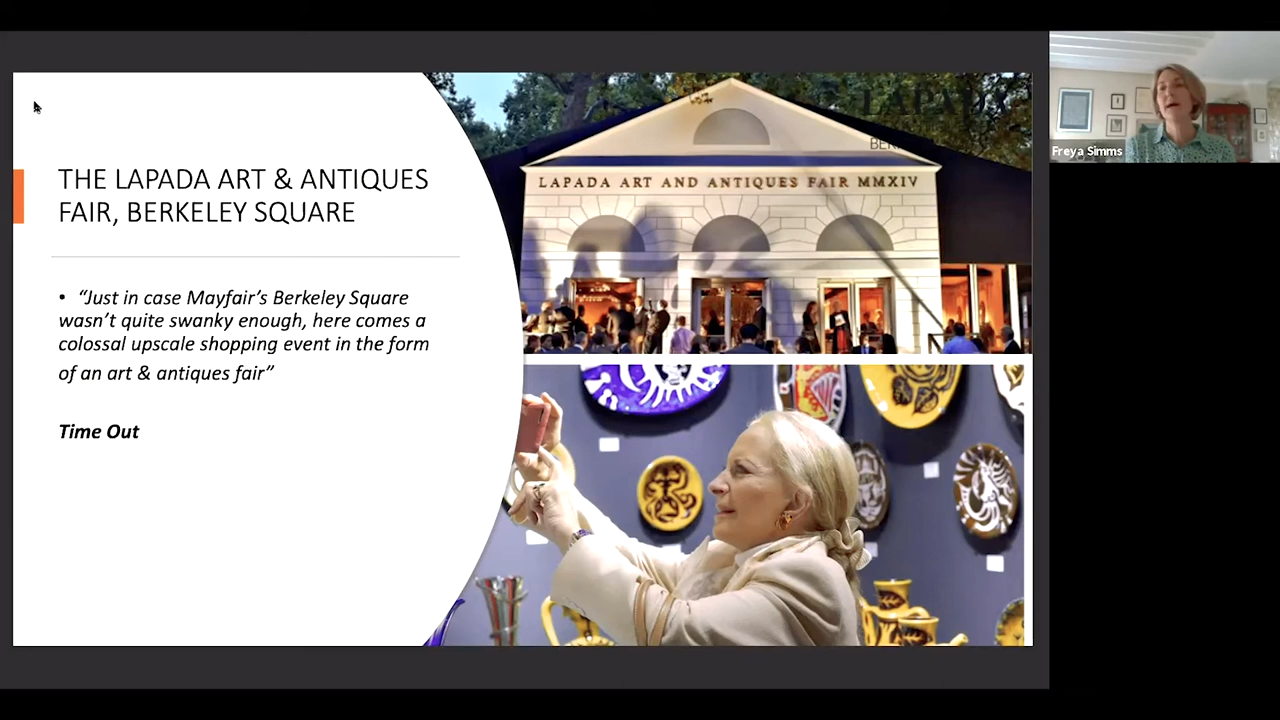 THE LAPADA ART & ANTIQUES
FAIR, BERKELEY SQUARE
• “Just in case Mayfair’s Berkeley Square
wasn’t quite swanky enough, here comes a
colossal upscale shopping event in the form
of an art & antiques fair”
Time Out
LAPADA
BER
LAPADA ART AND ANTIQUES FAIR MMXIV
Freya Simms